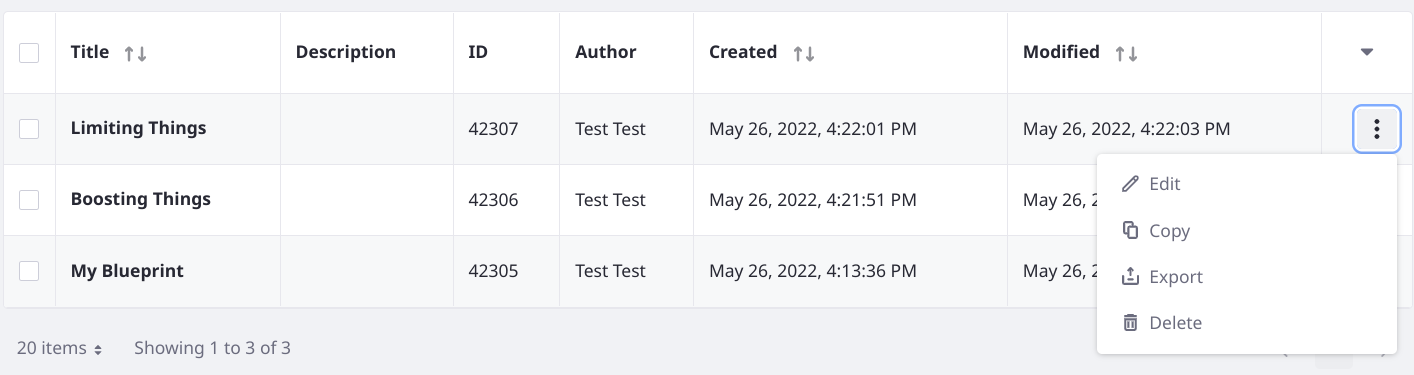 Title Description ID Author Created Modified
Limiting Things 42307 Test Test May 26, 2022, 4:22:01 PM May 26, 2022, 4:22:03 PM
Edit
Boosting Things 42306 Test Test May 26, 2022, 4:21:51 PM May 26, 2
Copy
My Blueprint 42305 Test Test May 26, 2022, 4:13:36 PM May 26, 2
Export
Delete
20 items Showing 1 to 3 of 3